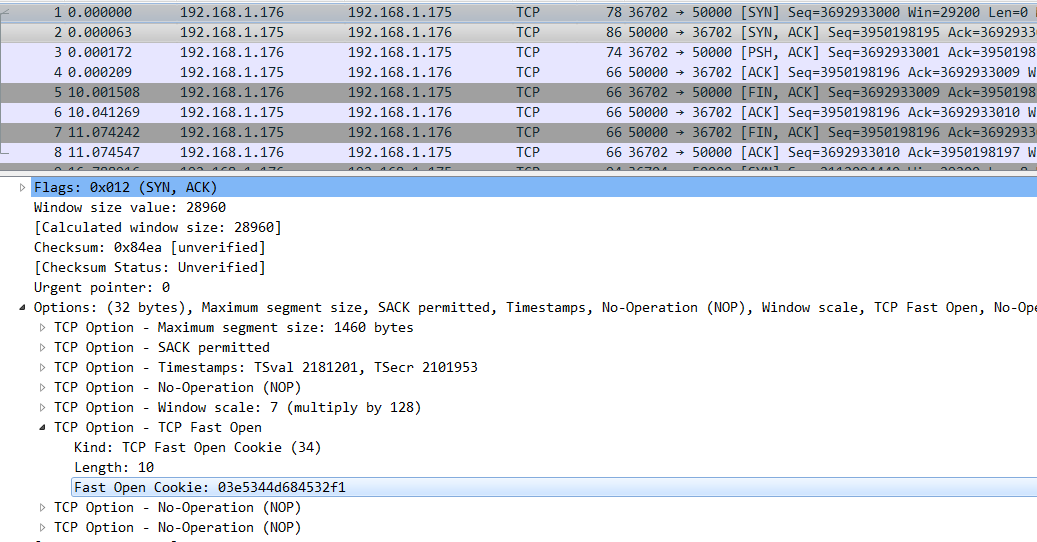 1 0.000000 192.168.1.176 192.168.1.175 TCP 78 36702 → 50000 [SYN] Seq=3692933000 Win=29200 Len=0
2 0.000063 192.168.1.175 192.168.1.176 TCP 86 50000 → 36702 [SYN, ACK] Seq=3950198195 Ack=3692933
3 0.000172 192.168.1.176 192.168.1.175 TCP 74 36702 → 50000 [PSH, ACK] Seq=3692933001 Ack=3950198
4 0.000209 192.168.1.175 192.168.1.176 TCP 66 50000 → 36702 [ACK] Seq=3950198196 Ack=3692933009 W
5 10.001508 192.168.1.176 192.168.1.175 TCP 66 36702 → 50000 [FIN, ACK] Seq=3692933009 Ack=3950198
6 10.041269 192.168.1.175 192.168.1.176 TCP 66 50000 → 36702 [ACK] Seq=3950198196 Ack=3692933010 W
7 11.074242 192.168.1.175 192.168.1.176 TCP 66 50000 → 36702 [FIN, ACK] Seq=3950198196 Ack=3692933
8 11.074547 192.168.1.176 192.168.1.175 TCP 66 36702 → 50000 [ACK] Seq=3692933010 Ack=3950198197 W
Flags: 0x012 (SYN, ACK)
Window size value: 28960
[Calculated window size: 28960]
Checksum: 0x84ea [unverified]
[Checksum Status: Unverified]
Urgent pointer: 0
Options: (32 bytes), Maximum segment size, SACK permitted, Timestamps, No-Operation (NOP), Window scale, TCP Fast Open, No-Ope
TCP Option - Maximum segment size: 1460 bytes
TCP Option - SACK permitted
TCP Option - Timestamps: TSval 2181201, TSecr 2101953
TCP Option - No-Operation (NOP)
TCP Option - Window scale: 7 (multiply by 128)
TCP Option - TCP Fast Open
Kind: TCP Fast Open Cookie (34)
Length: 10
Fast Open Cookie: 03e5344d684532f1
TCP Option - No-Operation (NOP)
TCP Option - No-Operation (NOP)